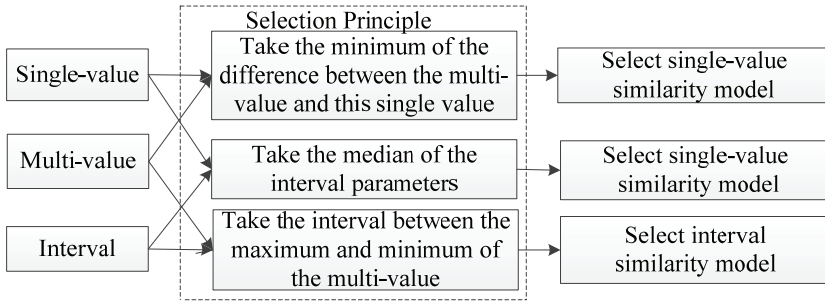 Selection Principle
Single-value
Take the minimum of the
difference between the multi-
value and this single value
Select single-value
similarity model
Multi-value
Take the median of the
interval parameters
Select single-value
similarity model
Interval
Take the interval between the
maximum and minimum of
the multi-value
Select interval
similarity model